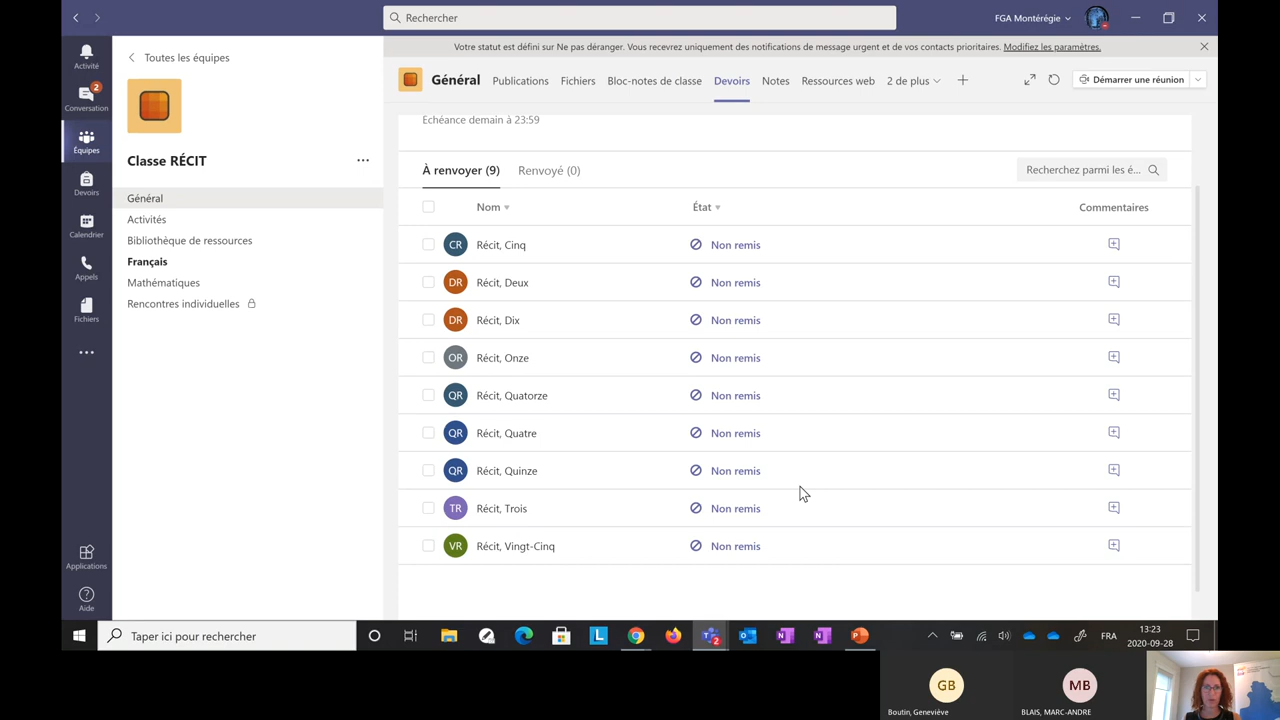 Rechercher
FGA Montérégie
Activité
2
Conversation
Équipes
Devoirs
Calendrier
Appels
Fichiers
Applications
Aide
Toutes les équipes
Classe RÉCIT
Général
Activités
Bibliothèque de ressources
Français
Mathématiques
Rencontres individuelles
Votre statut est défini sur Ne pas déranger. Vous recevrez uniquement des notifications de message urgent et de vos contacts prioritaires. Modifiez les paramètres.
Général Publications Fichiers Bloc-notes de classe Devoirs Notes Ressources web 2 de plus
Démarrer une réunion
Echéance demain à 23:59
À renvoyer (9) Renvoyé (0)
Recherchez parmi les é...
Nom État Commentaires
CR Récit, Cinq Non remis
DR Récit, Deux Non remis
DR Récit, Dix Non remis
OR Récit, Onze Non remis
QR Récit, Quatorze Non remis
QR Récit, Quatre Non remis
QR Récit, Quinze Non remis
TR Récit, Trois Non remis
VR Récit, Vingt-Cinq Non remis
Taper ici pour rechercher
L
2
N
N
P
FRA
13:23
2020-09-28
GB
Boutin, Geneviève
MB
BLAIS, MARC-ANDRE